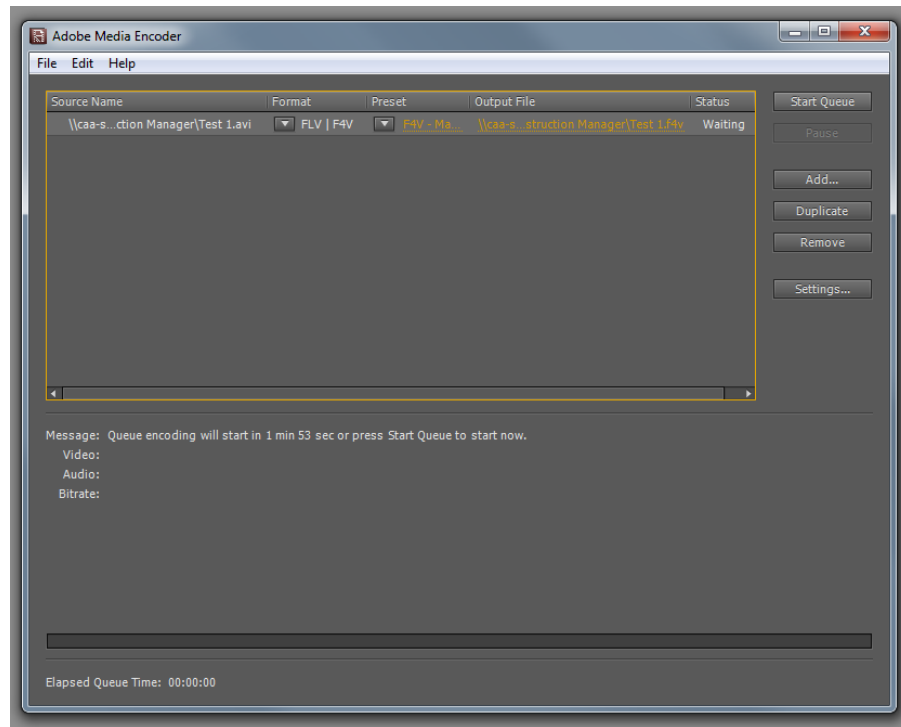 Adobe Media Encoder
File Edit Help
Source Name Format Preset Output File Status
\\caa-s...ction Manager\Test 1.avi FLV | F4V F4V - Ma... \\caa-s...struction Manager\Test 1.f4v Waiting
Start Queue
Pause
Add...
Duplicate
Remove
Settings...
Message: Queue encoding will start in 1 min 53 sec or press Start Queue to start now.
Video:
Audio:
Bitrate:
Elapsed Queue Time: 00:00:00